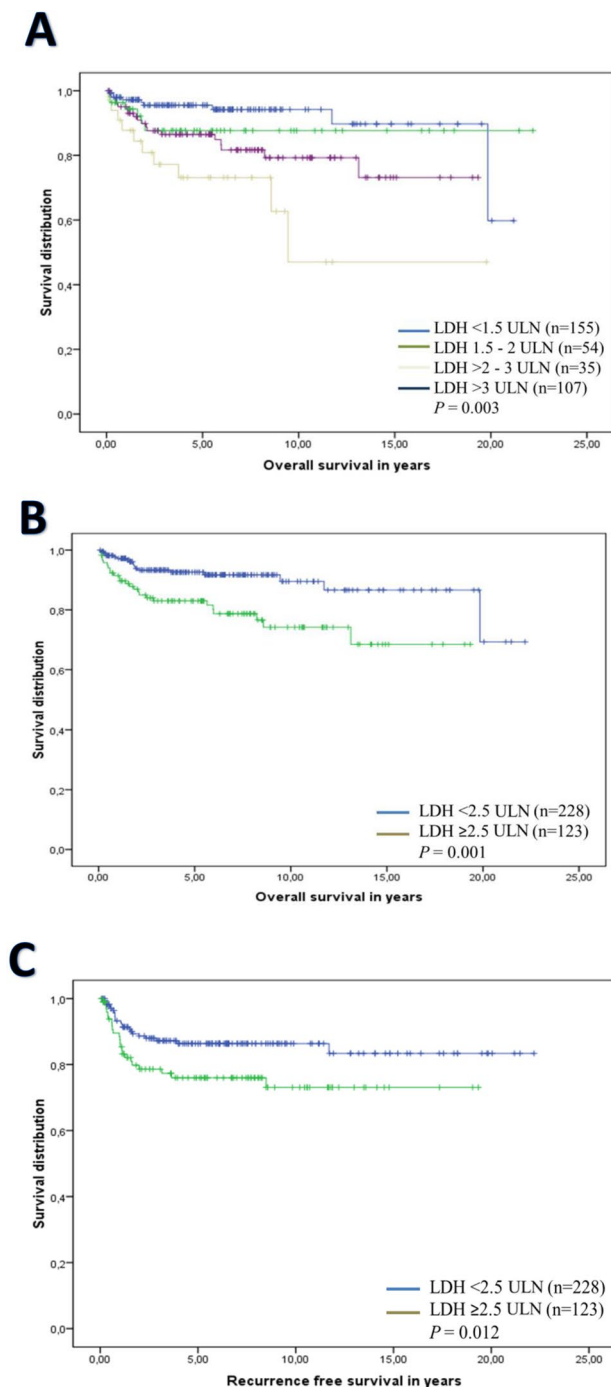 A
Survival distribution
1,0
0,8
0,6
0,4
0,2
0,0
LDH <1.5 ULN (n=155)
LDH 1.5 - 2 ULN (n=54)
LDH >2 - 3 ULN (n=35)
LDH >3 ULN (n=107)
P = 0.003
0,00 5,00 10,00 15,00 20,00 25,00
Overall survival in years
B
Survival distribution
1,0
0,8
0,6
0,4
0,2
0,0
LDH <2.5 ULN (n=228)
LDH ≥2.5 ULN (n=123)
P = 0.001
0,00 5,00 10,00 15,00 20,00 25,00
Overall survival in years
C
Survival distribution
1,0
0,8
0,6
0,4
0,2
0,0
LDH <2.5 ULN (n=228)
LDH ≥2.5 ULN (n=123)
P = 0.012
0,00 5,00 10,00 15,00 20,00 25,00
Recurrence free survival in years